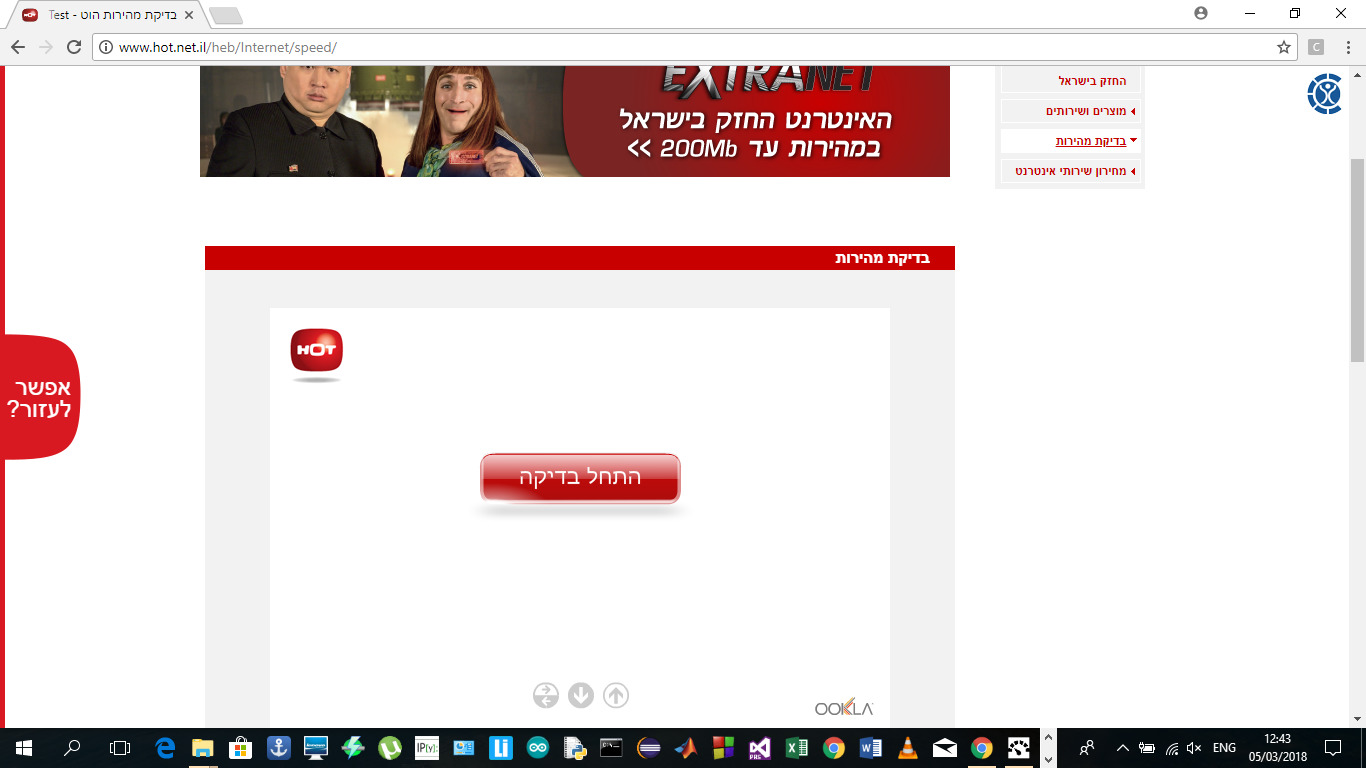 Test - בדיקת מהירות הוט
www.hot.net.il/heb/Internet/speed/
C
EXTRANET
האינטרנט החזק בישראל
במהירות עד 200Mb >>
החזק בישראל
מוצרים ושירותים
בדיקת מהירות
מחירון שירותי אינטרנט
בדיקת מהירות
HOT
אפשר
לעזור?
התחל בדיקה
OOKLA
IP[y]:
Li
ENG
12:43
05/03/2018